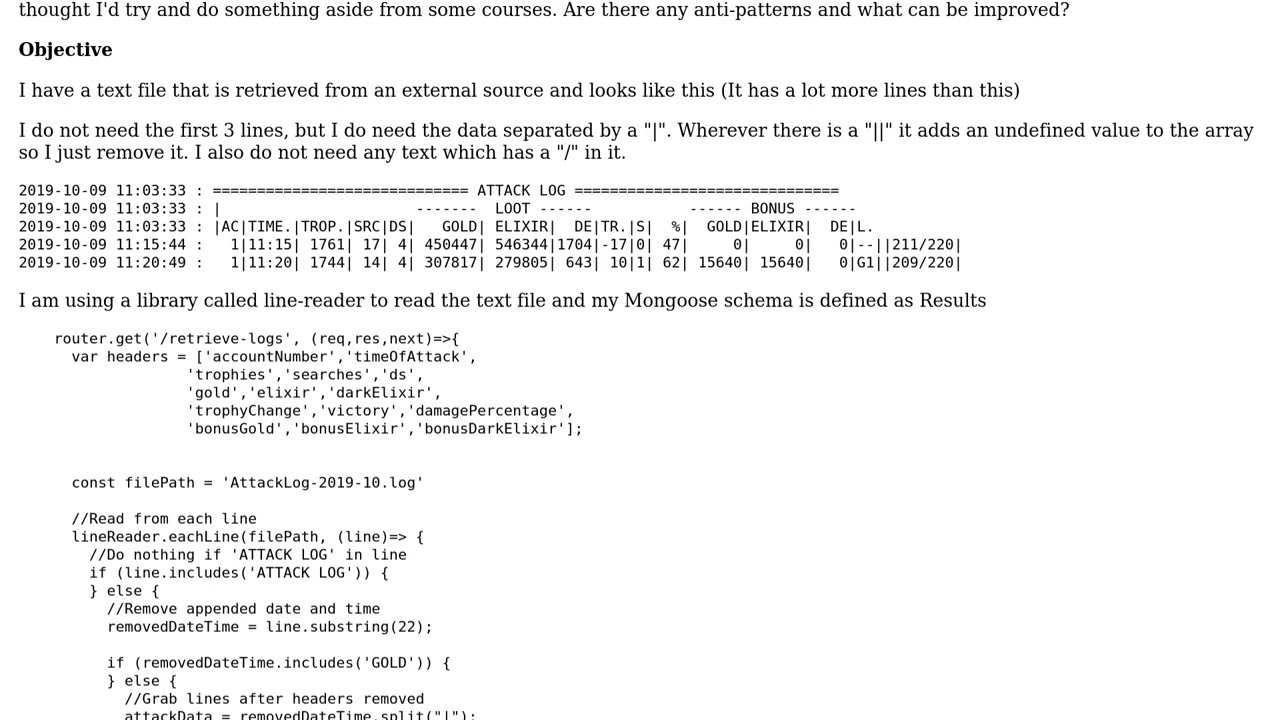 thought I'd try and do something aside from some courses. Are there any anti-patterns and what can be improved?
Objective
I have a text file that is retrieved from an external source and looks like this (It has a lot more lines than this)
I do not need the first 3 lines, but I do need the data separated by a "|". Wherever there is a "||" it adds an undefined value to the array
so I just remove it. I also do not need any text which has a "/" in it.
2019-10-09 11:03:33 : ============================= ATTACK LOG ==============================
2019-10-09 11:03:33 : |                      -------  LOOT ------           ------ BONUS ------
2019-10-09 11:03:33 : |AC|TIME.|TROP.|SRC|DS|   GOLD| ELIXIR|  DE|TR.|S|  %|  GOLD|ELIXIR|  DE|L.
2019-10-09 11:15:44 :   1|11:15| 1761| 17| 4| 450447| 546344|1704|-17|0| 47|     0|     0|   0|--||211/220|
2019-10-09 11:20:49 :   1|11:20| 1744| 14| 4| 307817| 279805| 643| 10|1| 62| 15640| 15640|   0|G1||209/220|
I am using a library called line-reader to read the text file and my Mongoose schema is defined as Results
router.get('/retrieve-logs', (req,res,next)=>{
  var headers = ['accountNumber','timeOfAttack',
               'trophies','searches','ds',
               'gold','elixir','darkElixir',
               'trophyChange','victory','damagePercentage',
               'bonusGold','bonusElixir','bonusDarkElixir'];
  const filePath = 'AttackLog-2019-10.log'
  //Read from each line
  lineReader.eachLine(filePath, (line)=> {
    //Do nothing if 'ATTACK LOG' in line
    if (line.includes('ATTACK LOG')) {
    } else {
      //Remove appended date and time
      removedDateTime = line.substring(22);
      if (removedDateTime.includes('GOLD')) {
      } else {
        //Grab lines after headers removed
        attackData = removedDateTime.split("|");